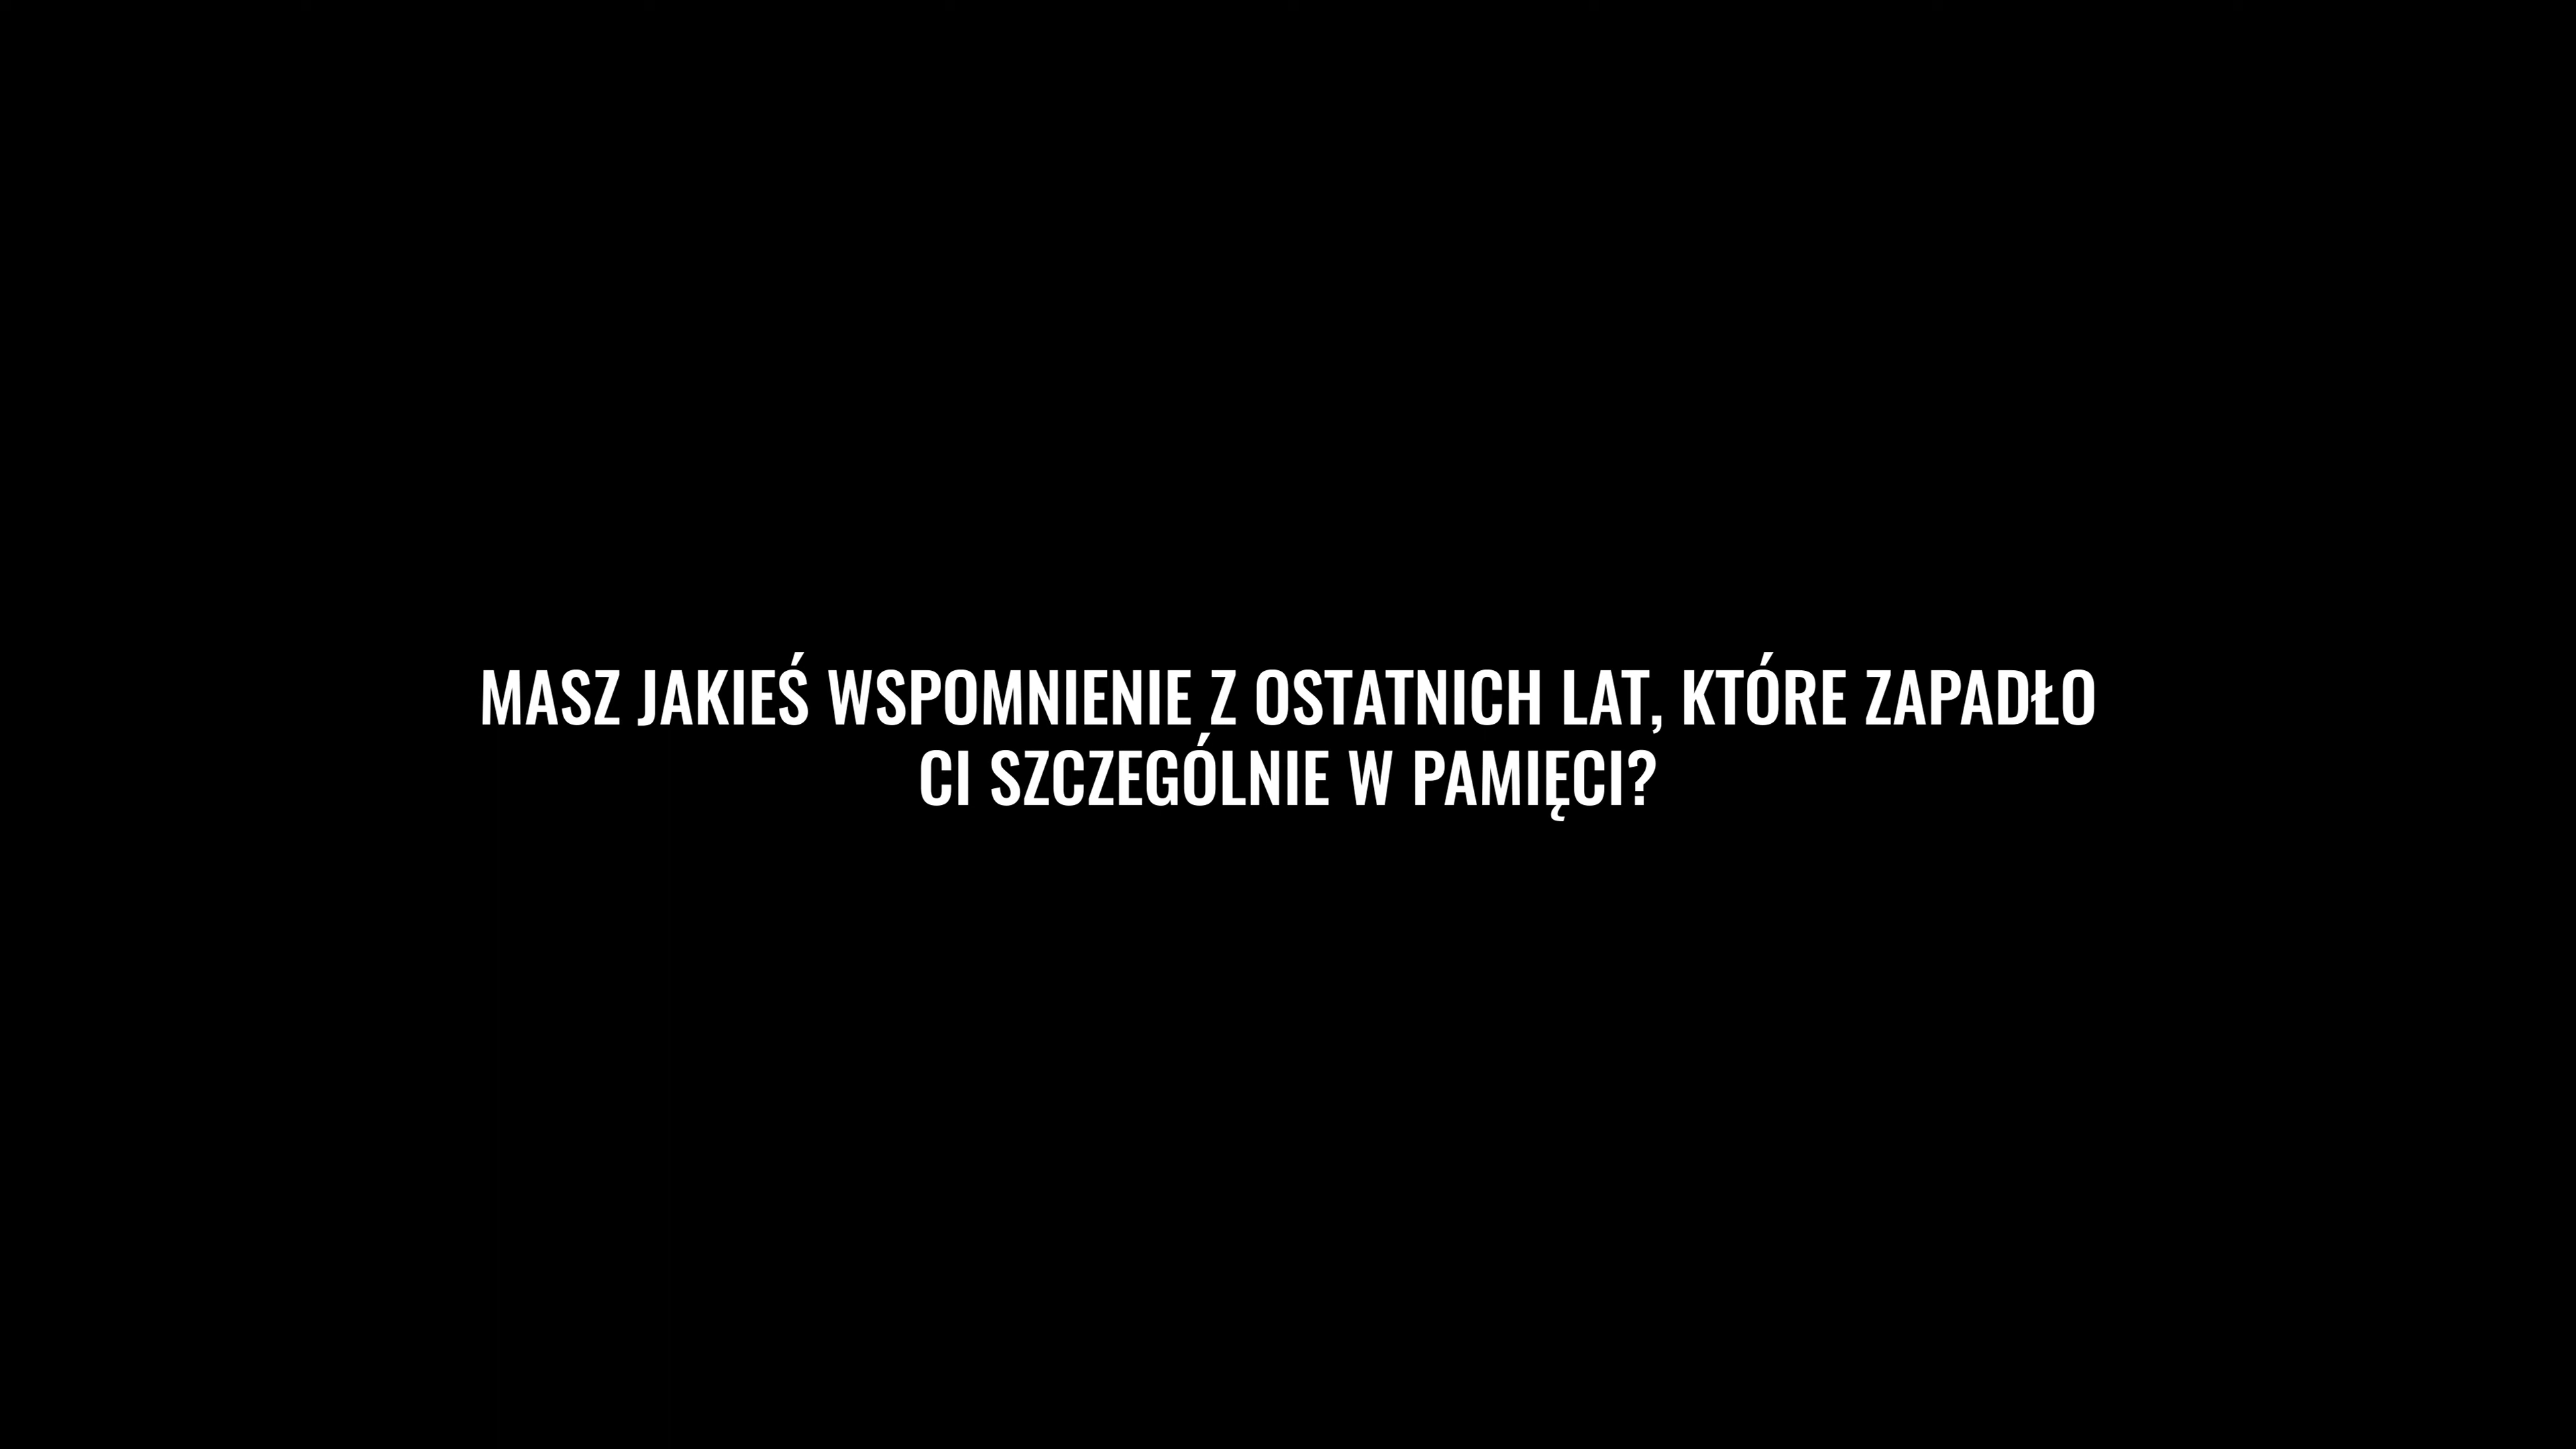 MASZ JAKIEŚ WSPOMNIENIE Z OSTATNICH LAT, KTÓRE ZAPADŁO
CI SZCZEGÓLNIE W PAMIĘCI?